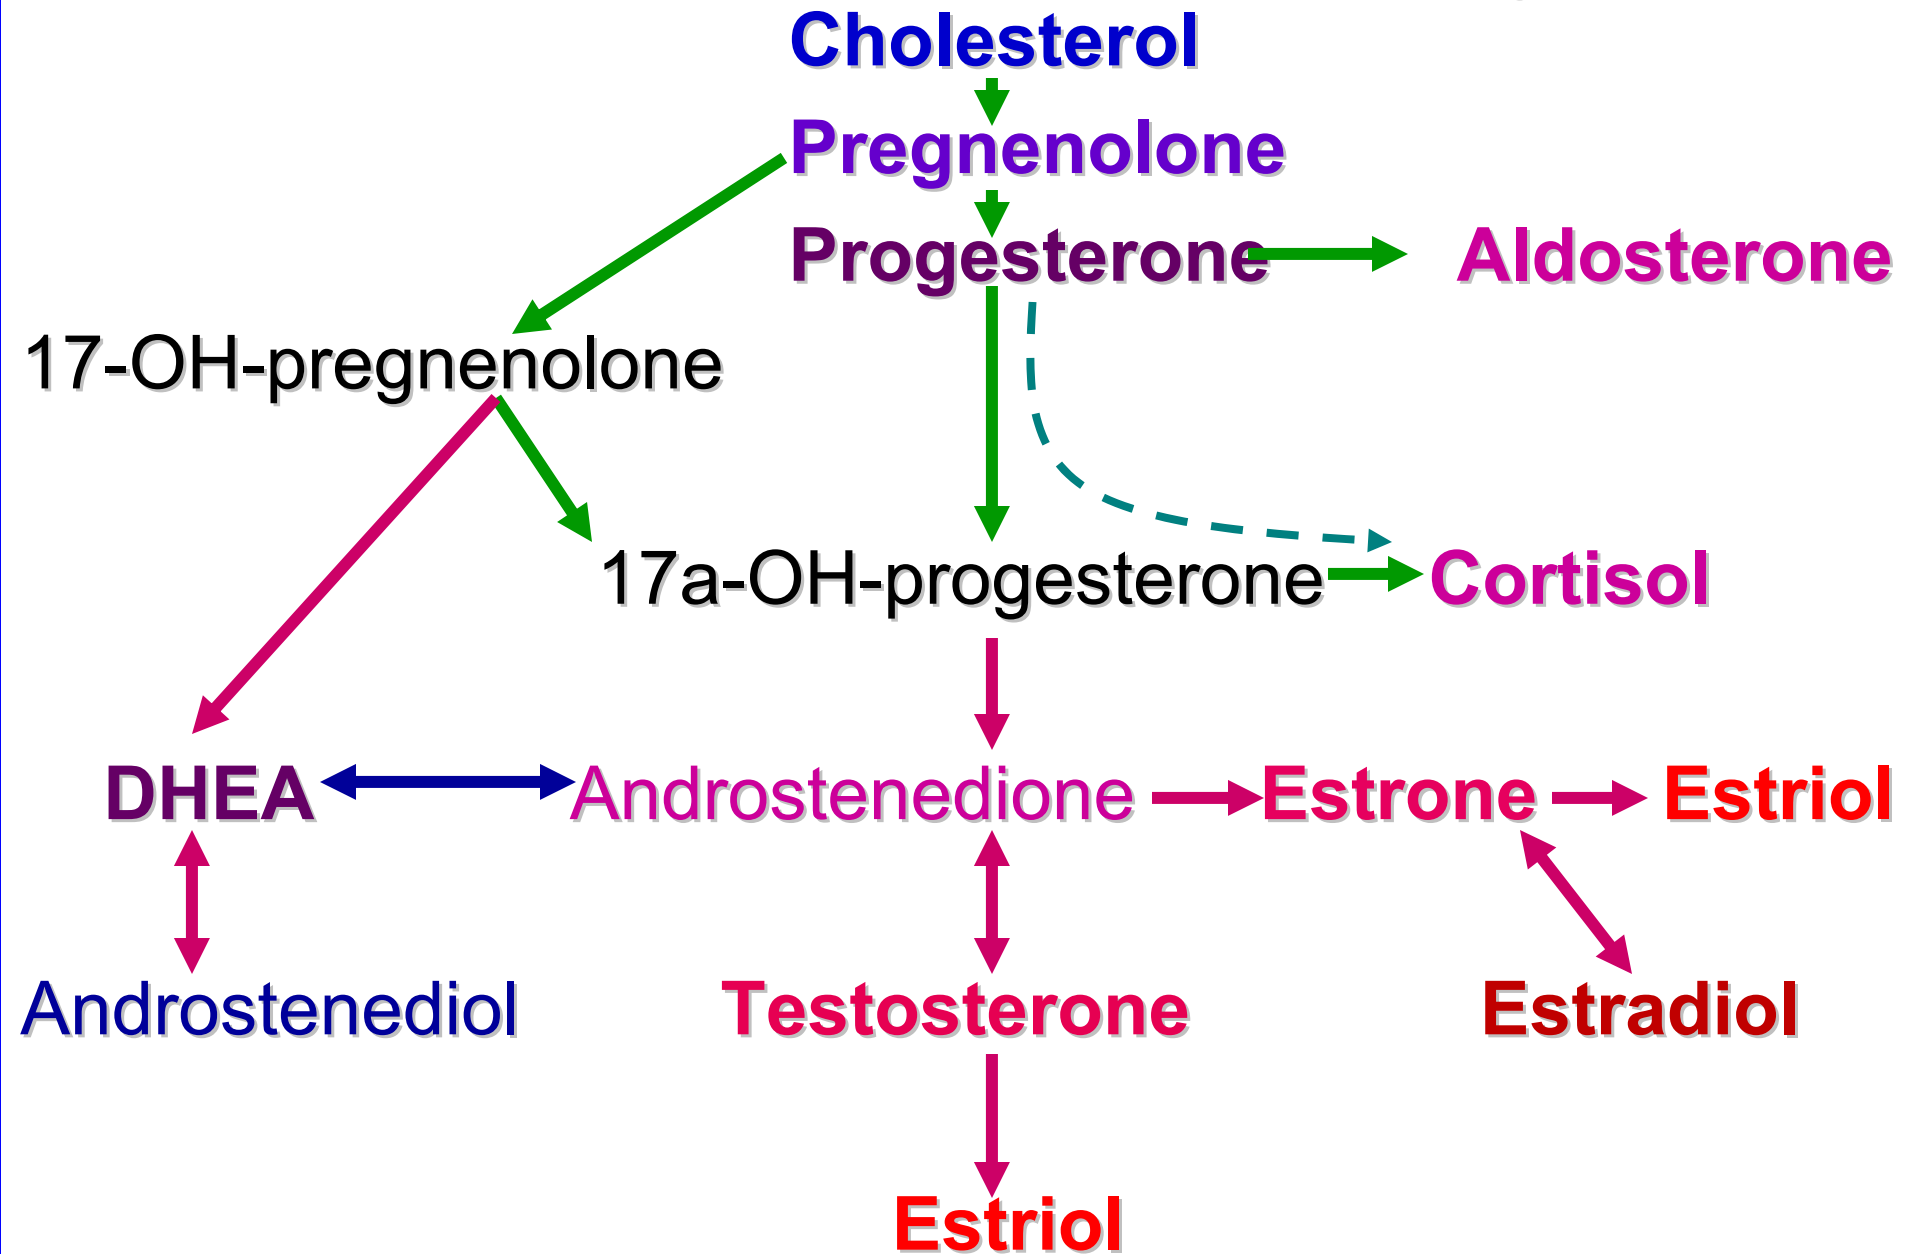 Cholesterol
Pregnenolone
Progesterone Aldosterone
17-OH-pregnenolone
17a-OH-progesterone Cortisol
DHEA Androstenedione Estrone Estriol
Androstenediol Testosterone Estradiol
Estriol